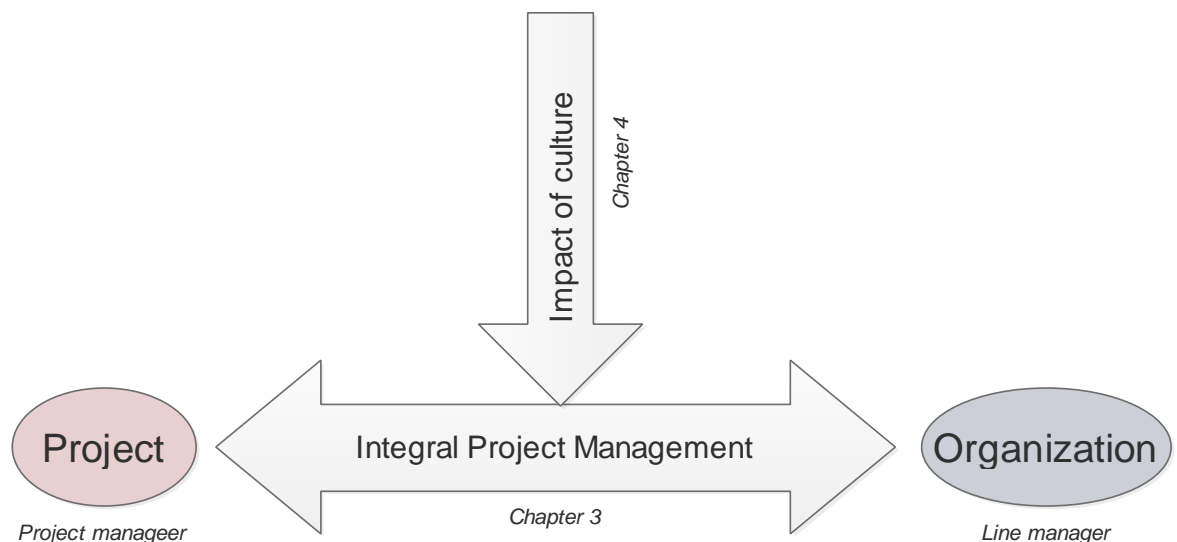 Impact of culture
Chapter 4
Project
Integral Project Management
Organization
Chapter 3
Project manageer
Line manager